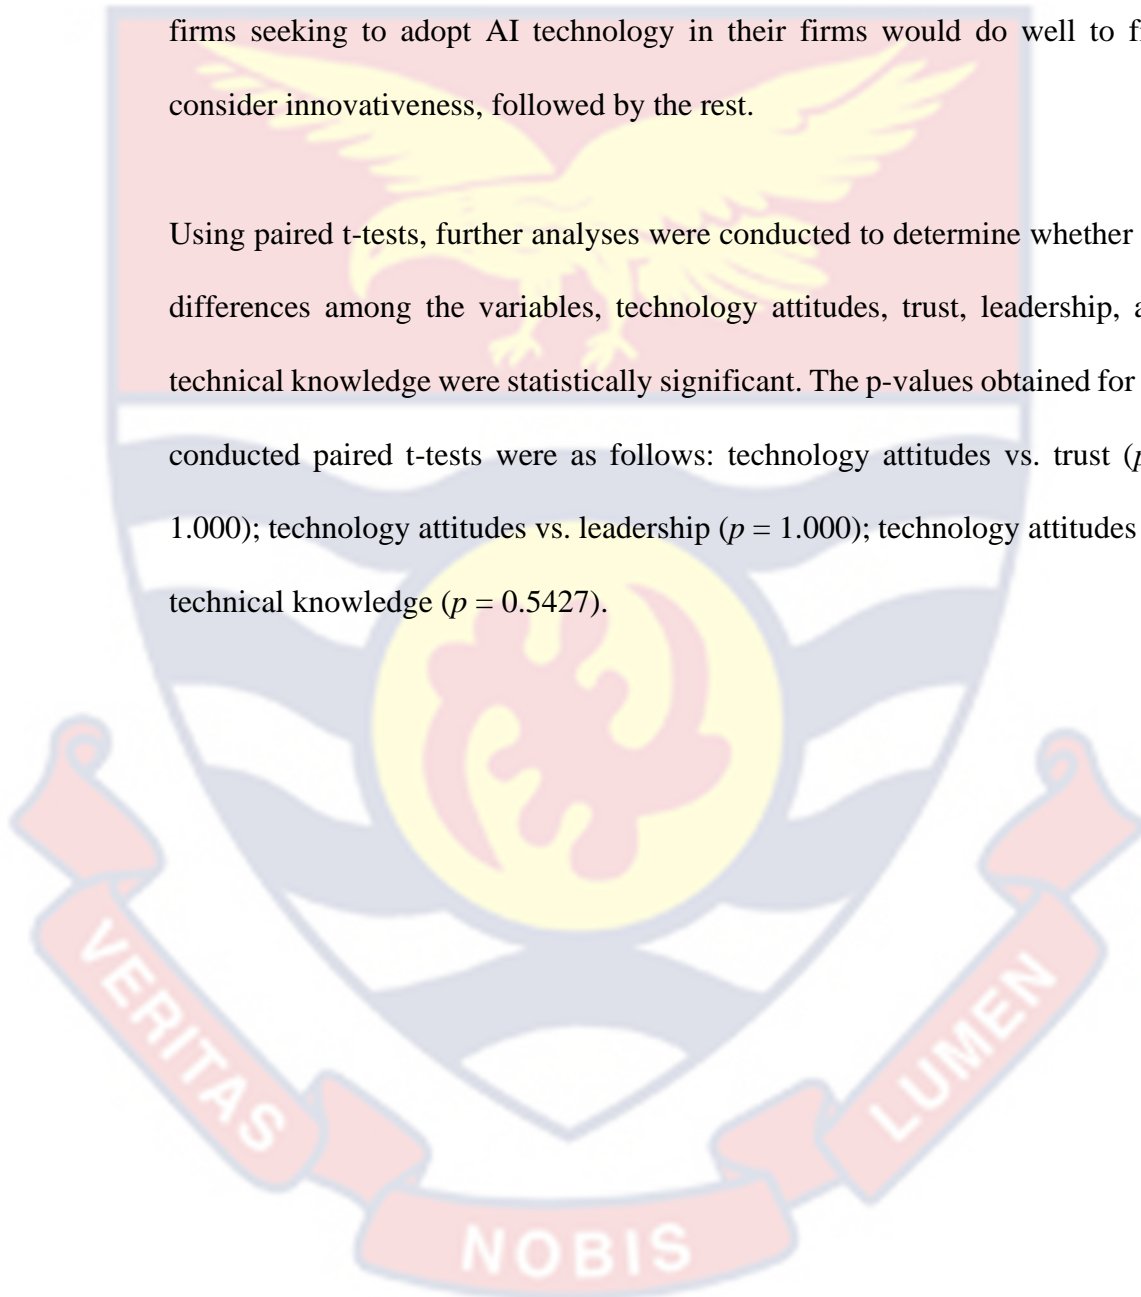 firms seeking to adopt AI technology in their firms would do well to
consider innovativeness, followed by the rest.
Using paired t-tests, further analyses were conducted to determine whether
differences among the variables, technology attitudes, trust, leadership,
technical knowledge were statistically significant. The p-values obtained for
conducted paired t-tests were as follows: technology attitudes vs. trust (p
1.000); technology attitudes vs. leadership (p = 1.000); technology attitudes
technical knowledge (p = 0.5427).
VERITAS
NOBIS
LUMEN